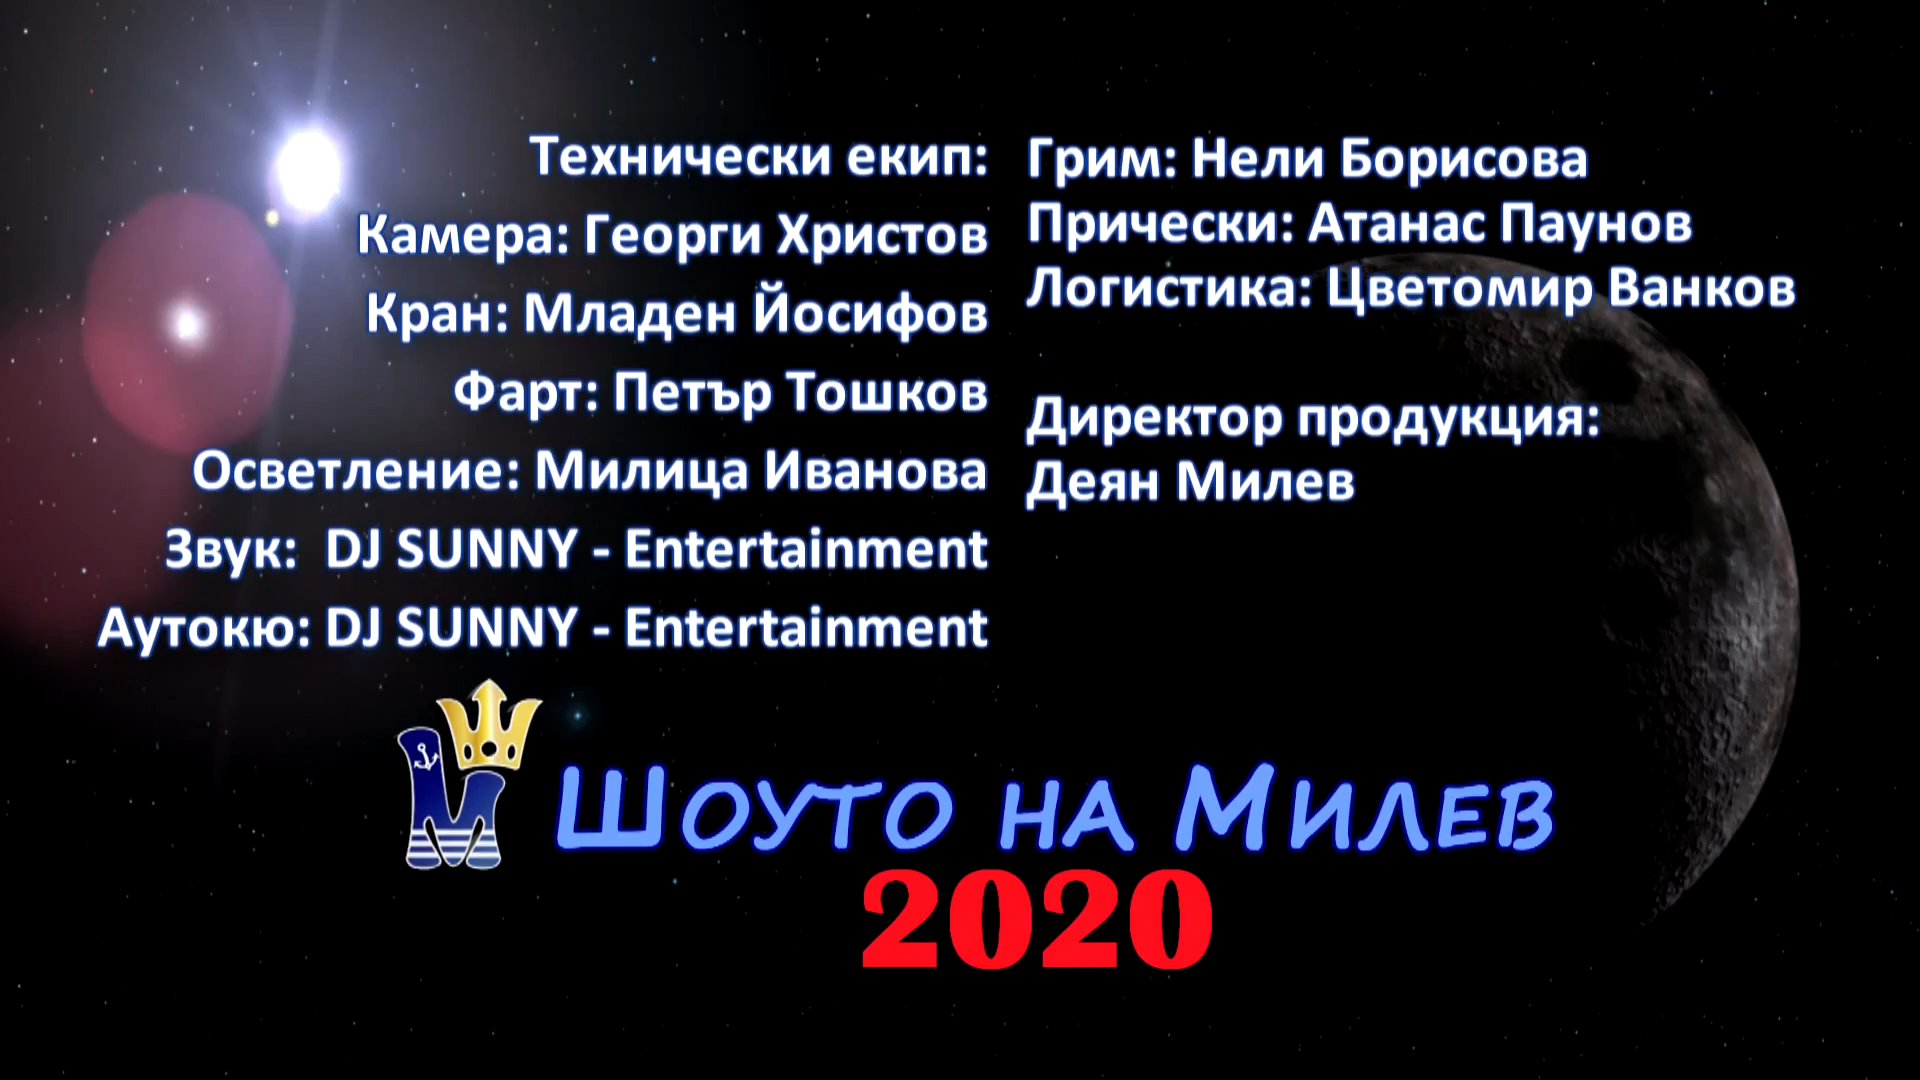 Технически екип:
Камера: Георги Христов
Кран: Младен Йосифов
Фарт: Петър Тошков
Осветление: Милица Иванова
Звук:  DJ SUNNY - Entertainment
Аутокю: DJ SUNNY - Entertainment
Грим: Нели Борисова
Прически: Атанас Паунов
Логистика: Цветомир Ванков
Директор продукция:
Деян Милев
Шоуто на Милев
2020